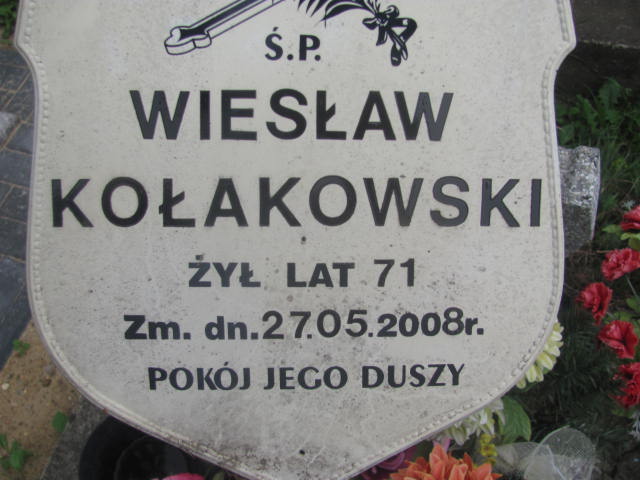 Ś.P.
WIESŁAW
KOŁAKOWSKI
ŻYŁ LAT 71
Zm. dn. 27.05.2008r.
POKÓJ JEGO DUSZY